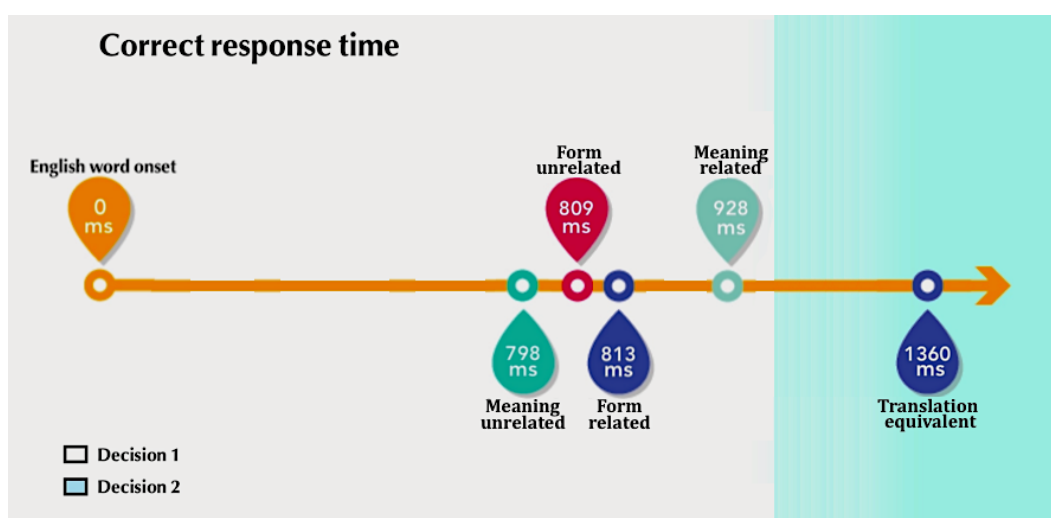 Correct response time
English word onset
0
ms
Form
unrelated
809
ms
Meaning
related
928
ms
798
ms
Meaning
unrelated
813
ms
Form
related
1360
ms
Translation
equivalent
Decision 1
Decision 2